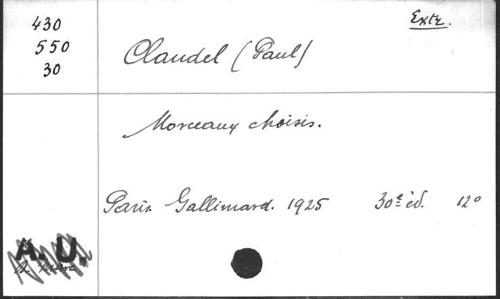 430
550
30
Extr.
Claudel (Paul)
Morceaux choisis.
Paris. Gallimard. 1925 30e éd. 12°
A. U.